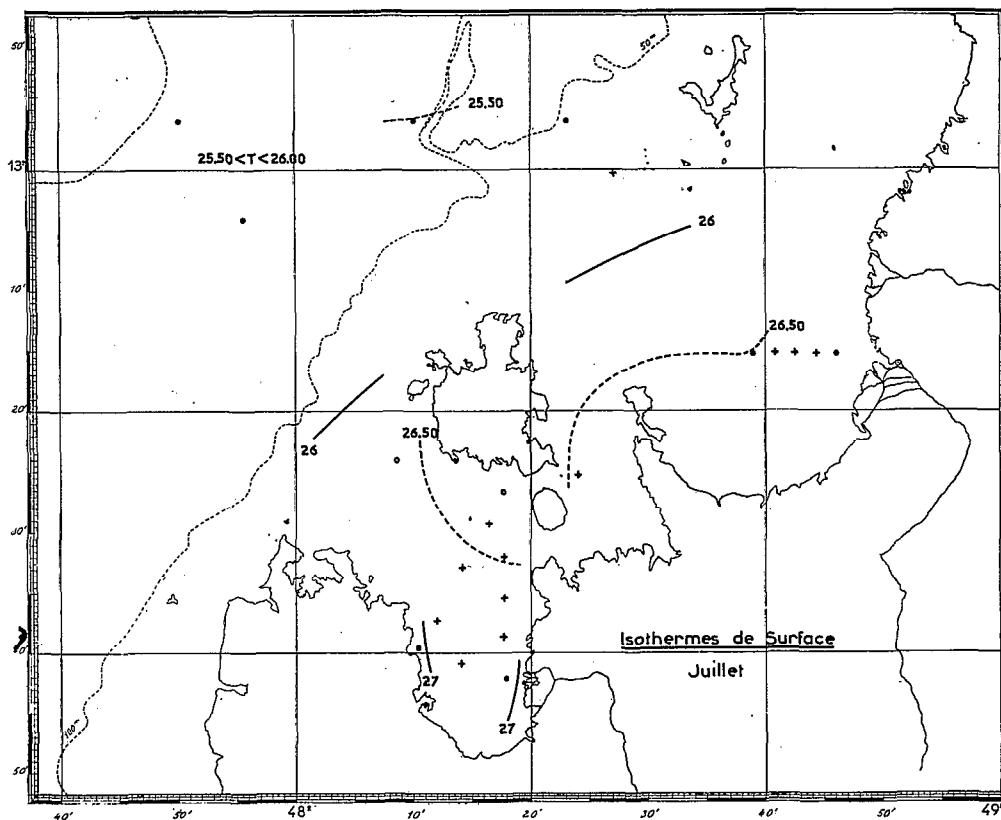 50'
50ᵐ
25,50
25,50<T<26.00
13°
26
10'
26,50
20'
26,50
26
30'
Isothermes de Surface
40'
Juillet
27
27
100ᵐ
50'
40' 50' 48° 10' 20' 30' 40' 50' 49°